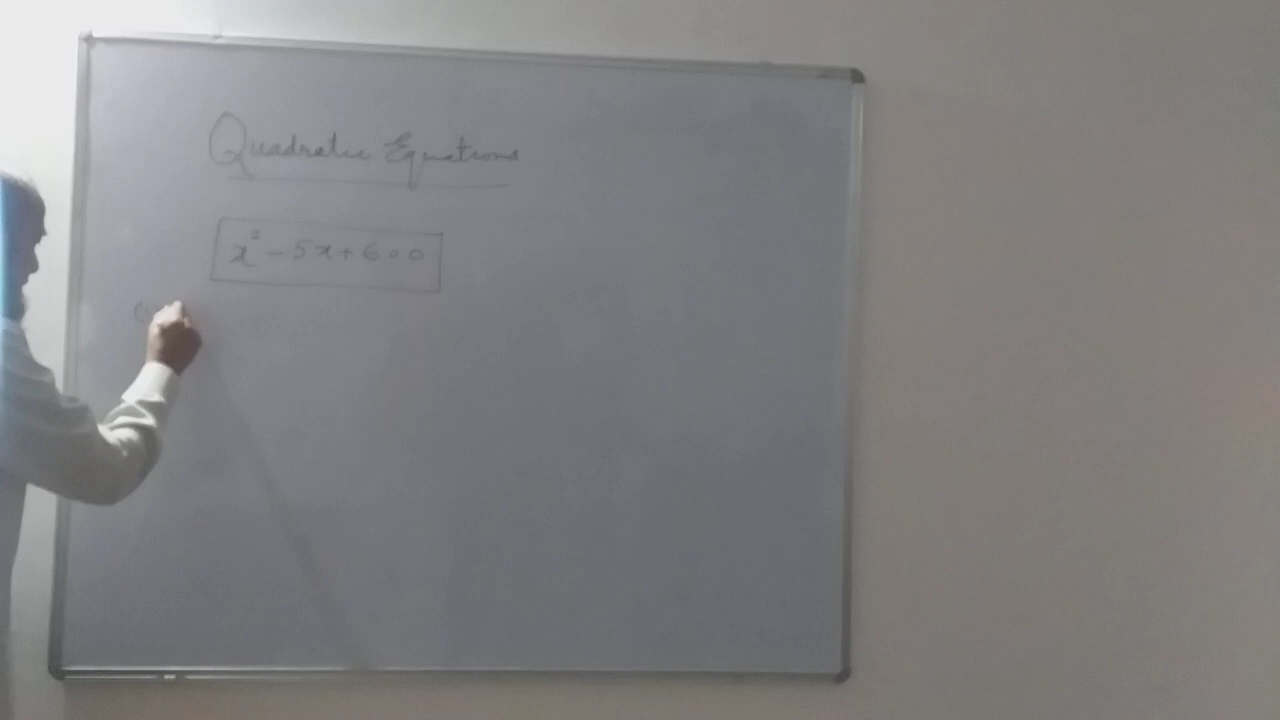 Quadratic Equations
x² - 5x + 6 = 0